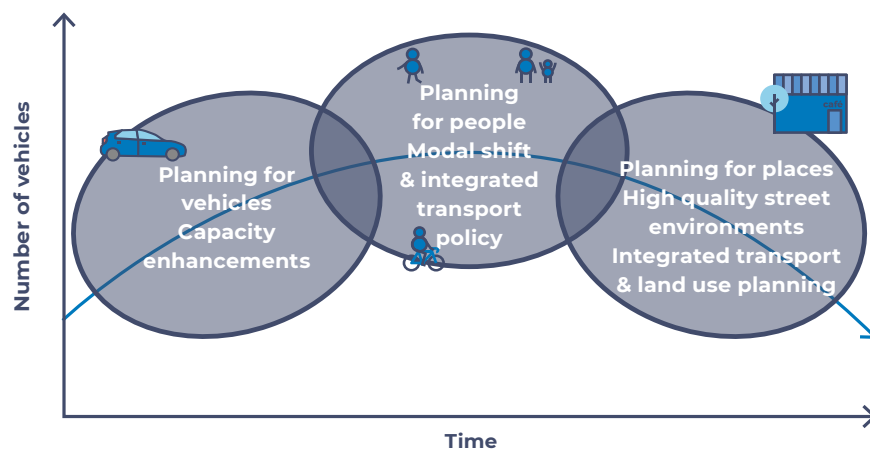 Number of vehicles
Planning for
vehicles
Capacity
enhancements
Planning
for people
Modal shift
& integrated
transport
policy
café
Planning for places
High quality street
environments
Integrated transport
& land use planning
Time